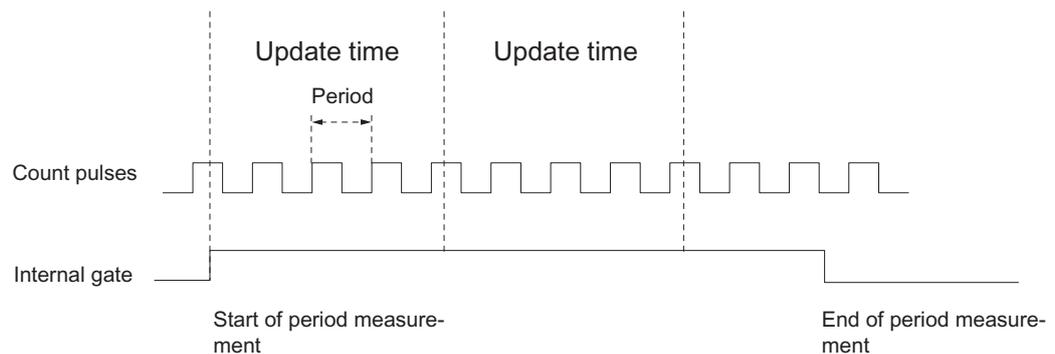 Update time
Update time
Period
Count pulses
Internal gate
Start of period measure-
ment
End of period measure-
ment